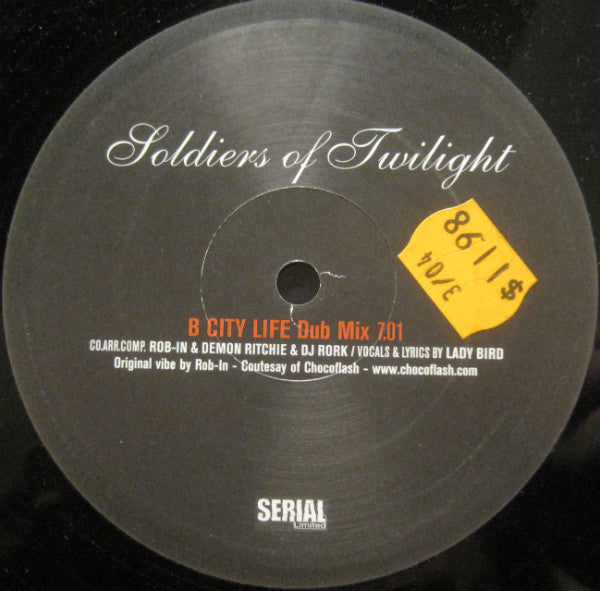 Soldiers of Twilight
$11 98
3/04
B CITY LIFE Dub Mix 7.01
CO.ARR.COMP. ROB-IN & DEMON RITCHIE & DJ RORK / VOCALS & LYRICS BY LADY BIRD
Original vibe by Rob-In - Coutesay of Chocoflash - www.chocoflash.com
SERIAL
Limited